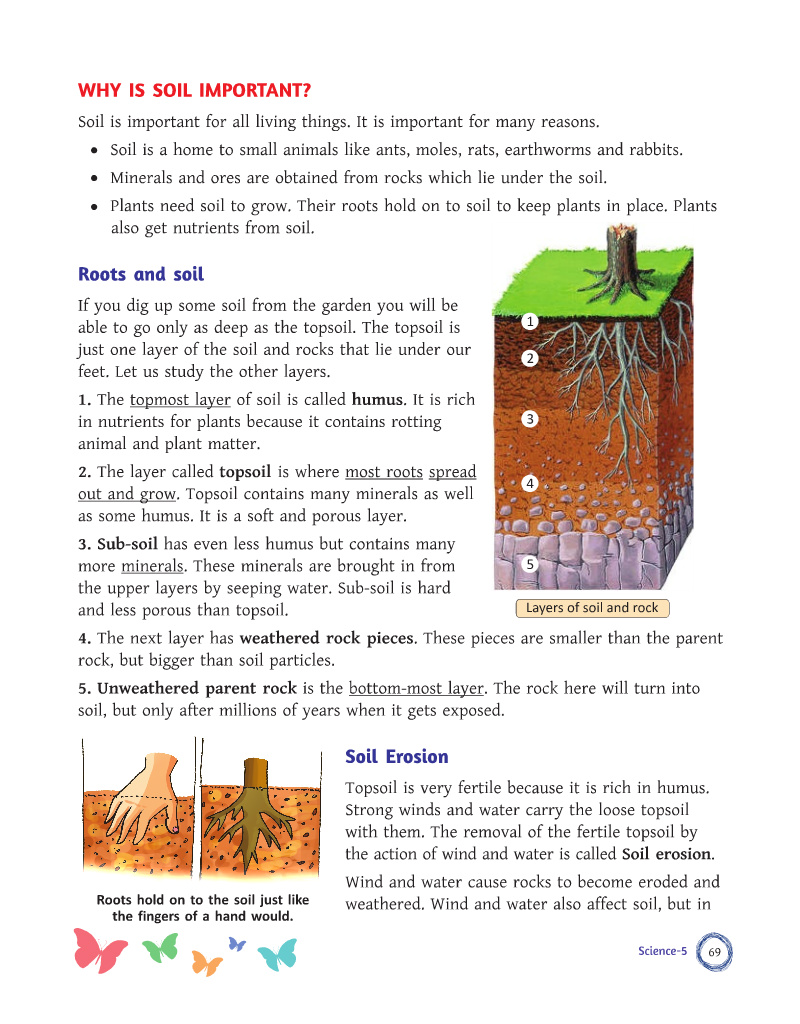 WHY IS SOIL IMPORTANT?
Soil is important for all living things. It is important for many reasons.
• Soil is a home to small animals like ants, moles, rats, earthworms and rabbits.
• Minerals and ores are obtained from rocks which lie under the soil.
• Plants need soil to grow. Their roots hold on to soil to keep plants in place. Plants
also get nutrients from soil.
Roots and soil
If you dig up some soil from the garden you will be
able to go only as deep as the topsoil. The topsoil is
just one layer of the soil and rocks that lie under our
feet. Let us study the other layers.
1. The topmost layer of soil is called humus. It is rich
in nutrients for plants because it contains rotting
animal and plant matter.
2. The layer called topsoil is where most roots spread
out and grow. Topsoil contains many minerals as well
as some humus. It is a soft and porous layer.
3. Sub-soil has even less humus but contains many
more minerals. These minerals are brought in from
the upper layers by seeping water. Sub-soil is hard
and less porous than topsoil.
1
2
3
4
5
Layers of soil and rock
4. The next layer has weathered rock pieces. These pieces are smaller than the parent
rock, but bigger than soil particles.
5. Unweathered parent rock is the bottom-most layer. The rock here will turn into
soil, but only after millions of years when it gets exposed.
Roots hold on to the soil just like
the fingers of a hand would.
Soil Erosion
Topsoil is very fertile because it is rich in humus.
Strong winds and water carry the loose topsoil
with them. The removal of the fertile topsoil by
the action of wind and water is called Soil erosion.
Wind and water cause rocks to become eroded and
weathered. Wind and water also affect soil, but in
Science-5 69